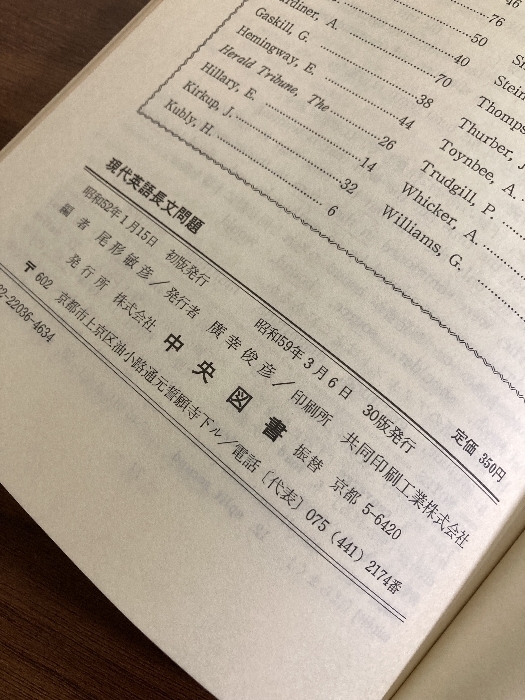 46
76
50
Gaskill, G. 40
Hemingway, E. 70
Herald Tribune, The 38
Hillary, E. 44
Kirkup, J. 26
Kubly, H. 14
32
6
Thurber, J.
Toynbee, A.
Trudgill, P.
Whicker, A.
Williams, G.
現代英語長文問題
定価 350円
昭和52年1月15日 初版発行
昭和59年3月6日 30版発行
編者 尾形敏彦/発行者 廣幸俊彦/印刷所 共同印刷工業株式会社
発行所 株式会社 中央図書 振替 京都 5-6420
〒602 京都市上京区油小路通元誓願寺下ル/電話〔代表〕075(441)2174番
22-22036-4634